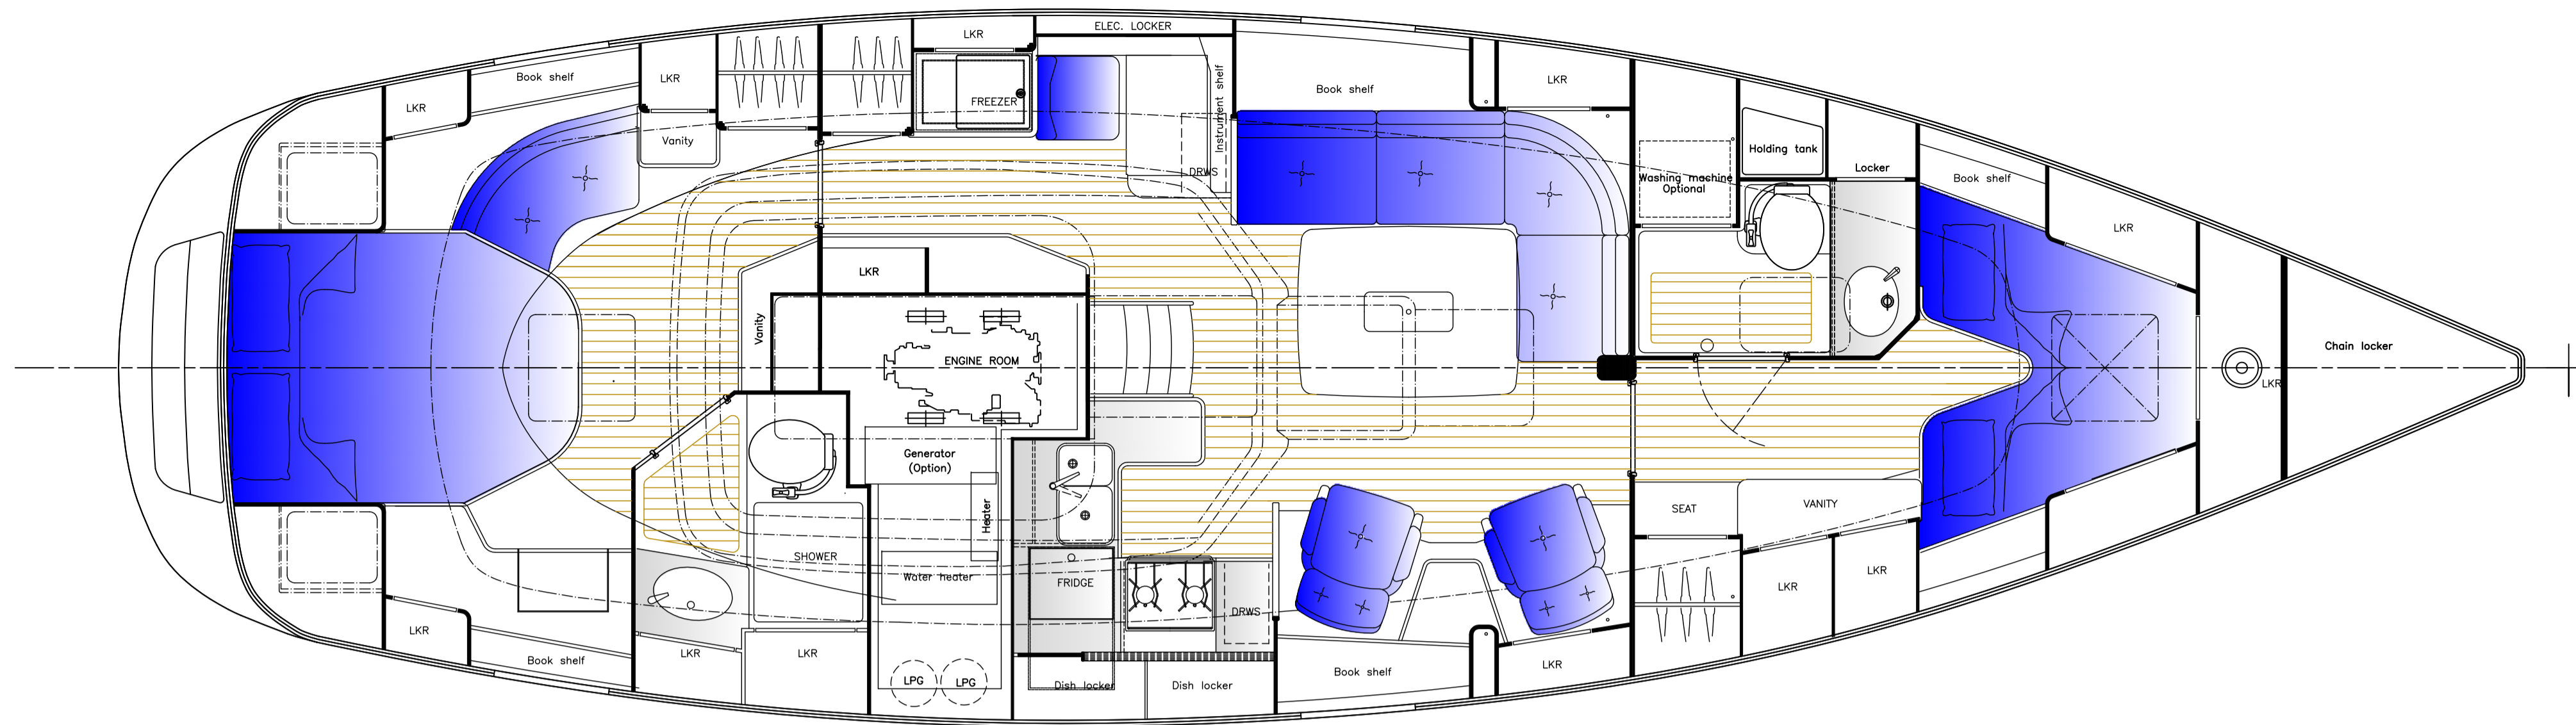 ELEC. LOCKER
LKR
Book shelf
LKR
LKR
LKR
Book shelf
FREEZER
Instrument shelf
LKR
Vanity
Holding tank
DRWS
Washing machine
Optional
Locker
Book shelf
LKR
LKR
Vanity
ENGINE ROOM
Chain locker
LKR
Generator
(Option)
Heater
SEAT
VANITY
SHOWER
Water heater
FRIDGE
DRWS
LKR
LKR
LKR
Book shelf
LKR
LKR
LPG
LPG
Dish locker
Dish locker
Book shelf
LKR